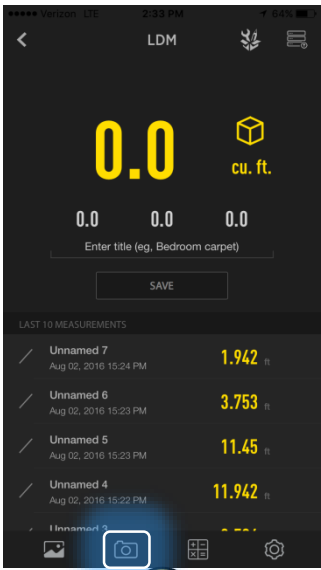 Verizon LTE 2:33 PM 64%
LDM
0.0
cu. ft.
0.0 0.0 0.0
Enter title (eg, Bedroom carpet)
SAVE
LAST 10 MEASUREMENTS
Unnamed 7
1.942 ft
Aug 02, 2016 15:24 PM
Unnamed 6
3.753 ft
Aug 02, 2016 15:23 PM
Unnamed 5
11.45 ft
Aug 02, 2016 15:23 PM
Unnamed 4
11.942 ft
Aug 02, 2016 15:22 PM
Unnamed 3